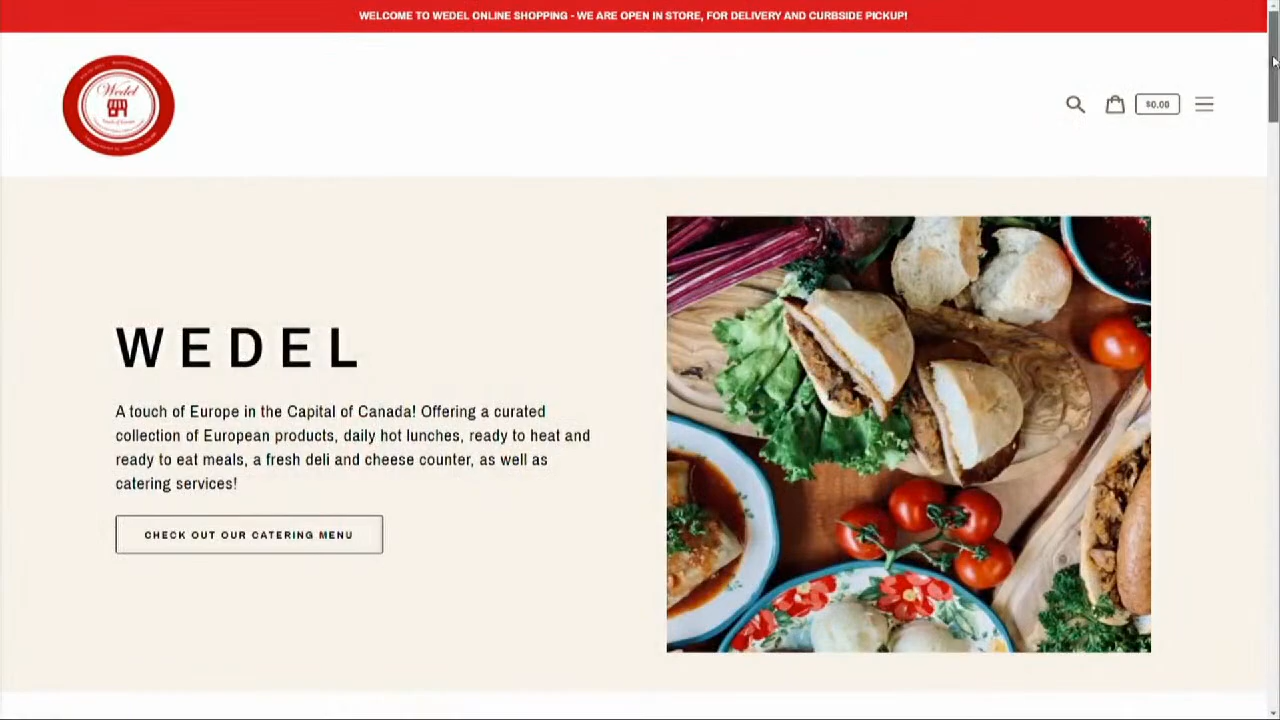 WELCOME TO WEDEL ONLINE SHOPPING - WE ARE OPEN IN STORE, FOR DELIVERY AND CURBSIDE PICKUP!
Wedel
$0.00
WEDEL
A touch of Europe in the Capital of Canada! Offering a curated
collection of European products, daily hot lunches, ready to heat and
ready to eat meals, a fresh deli and cheese counter, as well as
catering services!
CHECK OUT OUR CATERING MENU